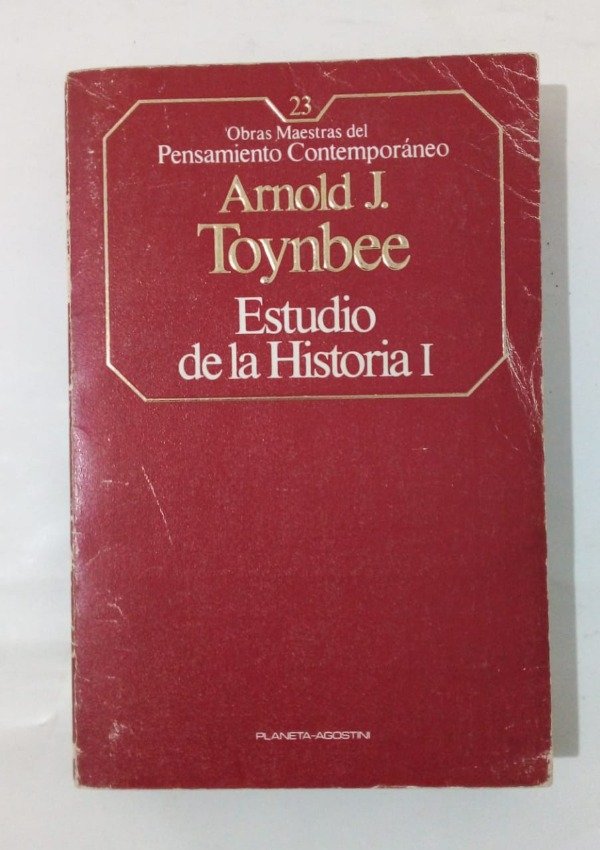 23
Obras Maestras del
Pensamiento Contemporáneo
Arnold J.
Toynbee
Estudio
de la Historia I
PLANETA-AGOSTINI